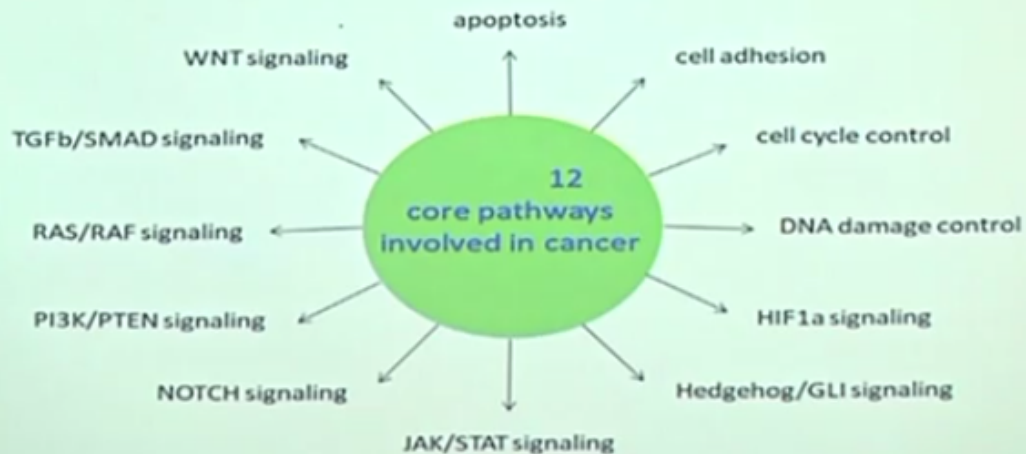 apoptosis
WNT signaling
cell adhesion
TGFb/SMAD signaling
cell cycle control
12
core pathways
involved in cancer
RAS/RAF signaling
DNA damage control
PI3K/PTEN signaling
HIF1a signaling
NOTCH signaling
Hedgehog/GLI signaling
JAK/STAT signaling